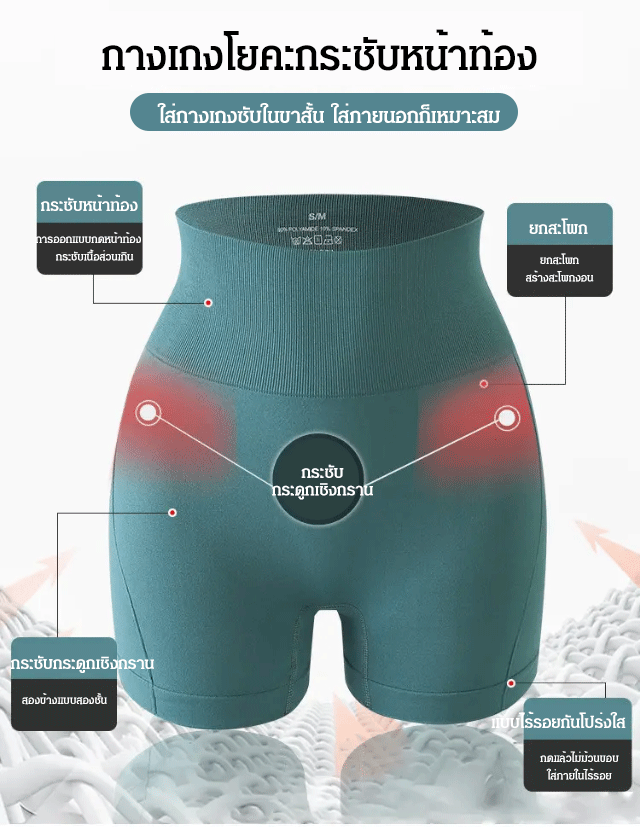 กางเกงโยคะกระชับหน้าท้อง
ใส่กางเกงซับในขาสั้น ใส่ภายนอกก็เหมาะสม
กระชับหน้าท้อง
การออกแบบกดหน้าท้อง
กระชับเนื้อส่วนเกิน
S/M
90% POLYAMIDE 10% SPANDEX
ยกสะโพก
ยกสะโพก
สร้างสะโพกงอน
กระชับ
กระดูกเชิงกราน
กระชับกระดูกเชิงกราน
สองข้างแบบสองชั้น
แบบไร้รอยกันโปร่งใส
กดแล้วไม่ม้วนขอบ
ใส่ภายในไร้รอย